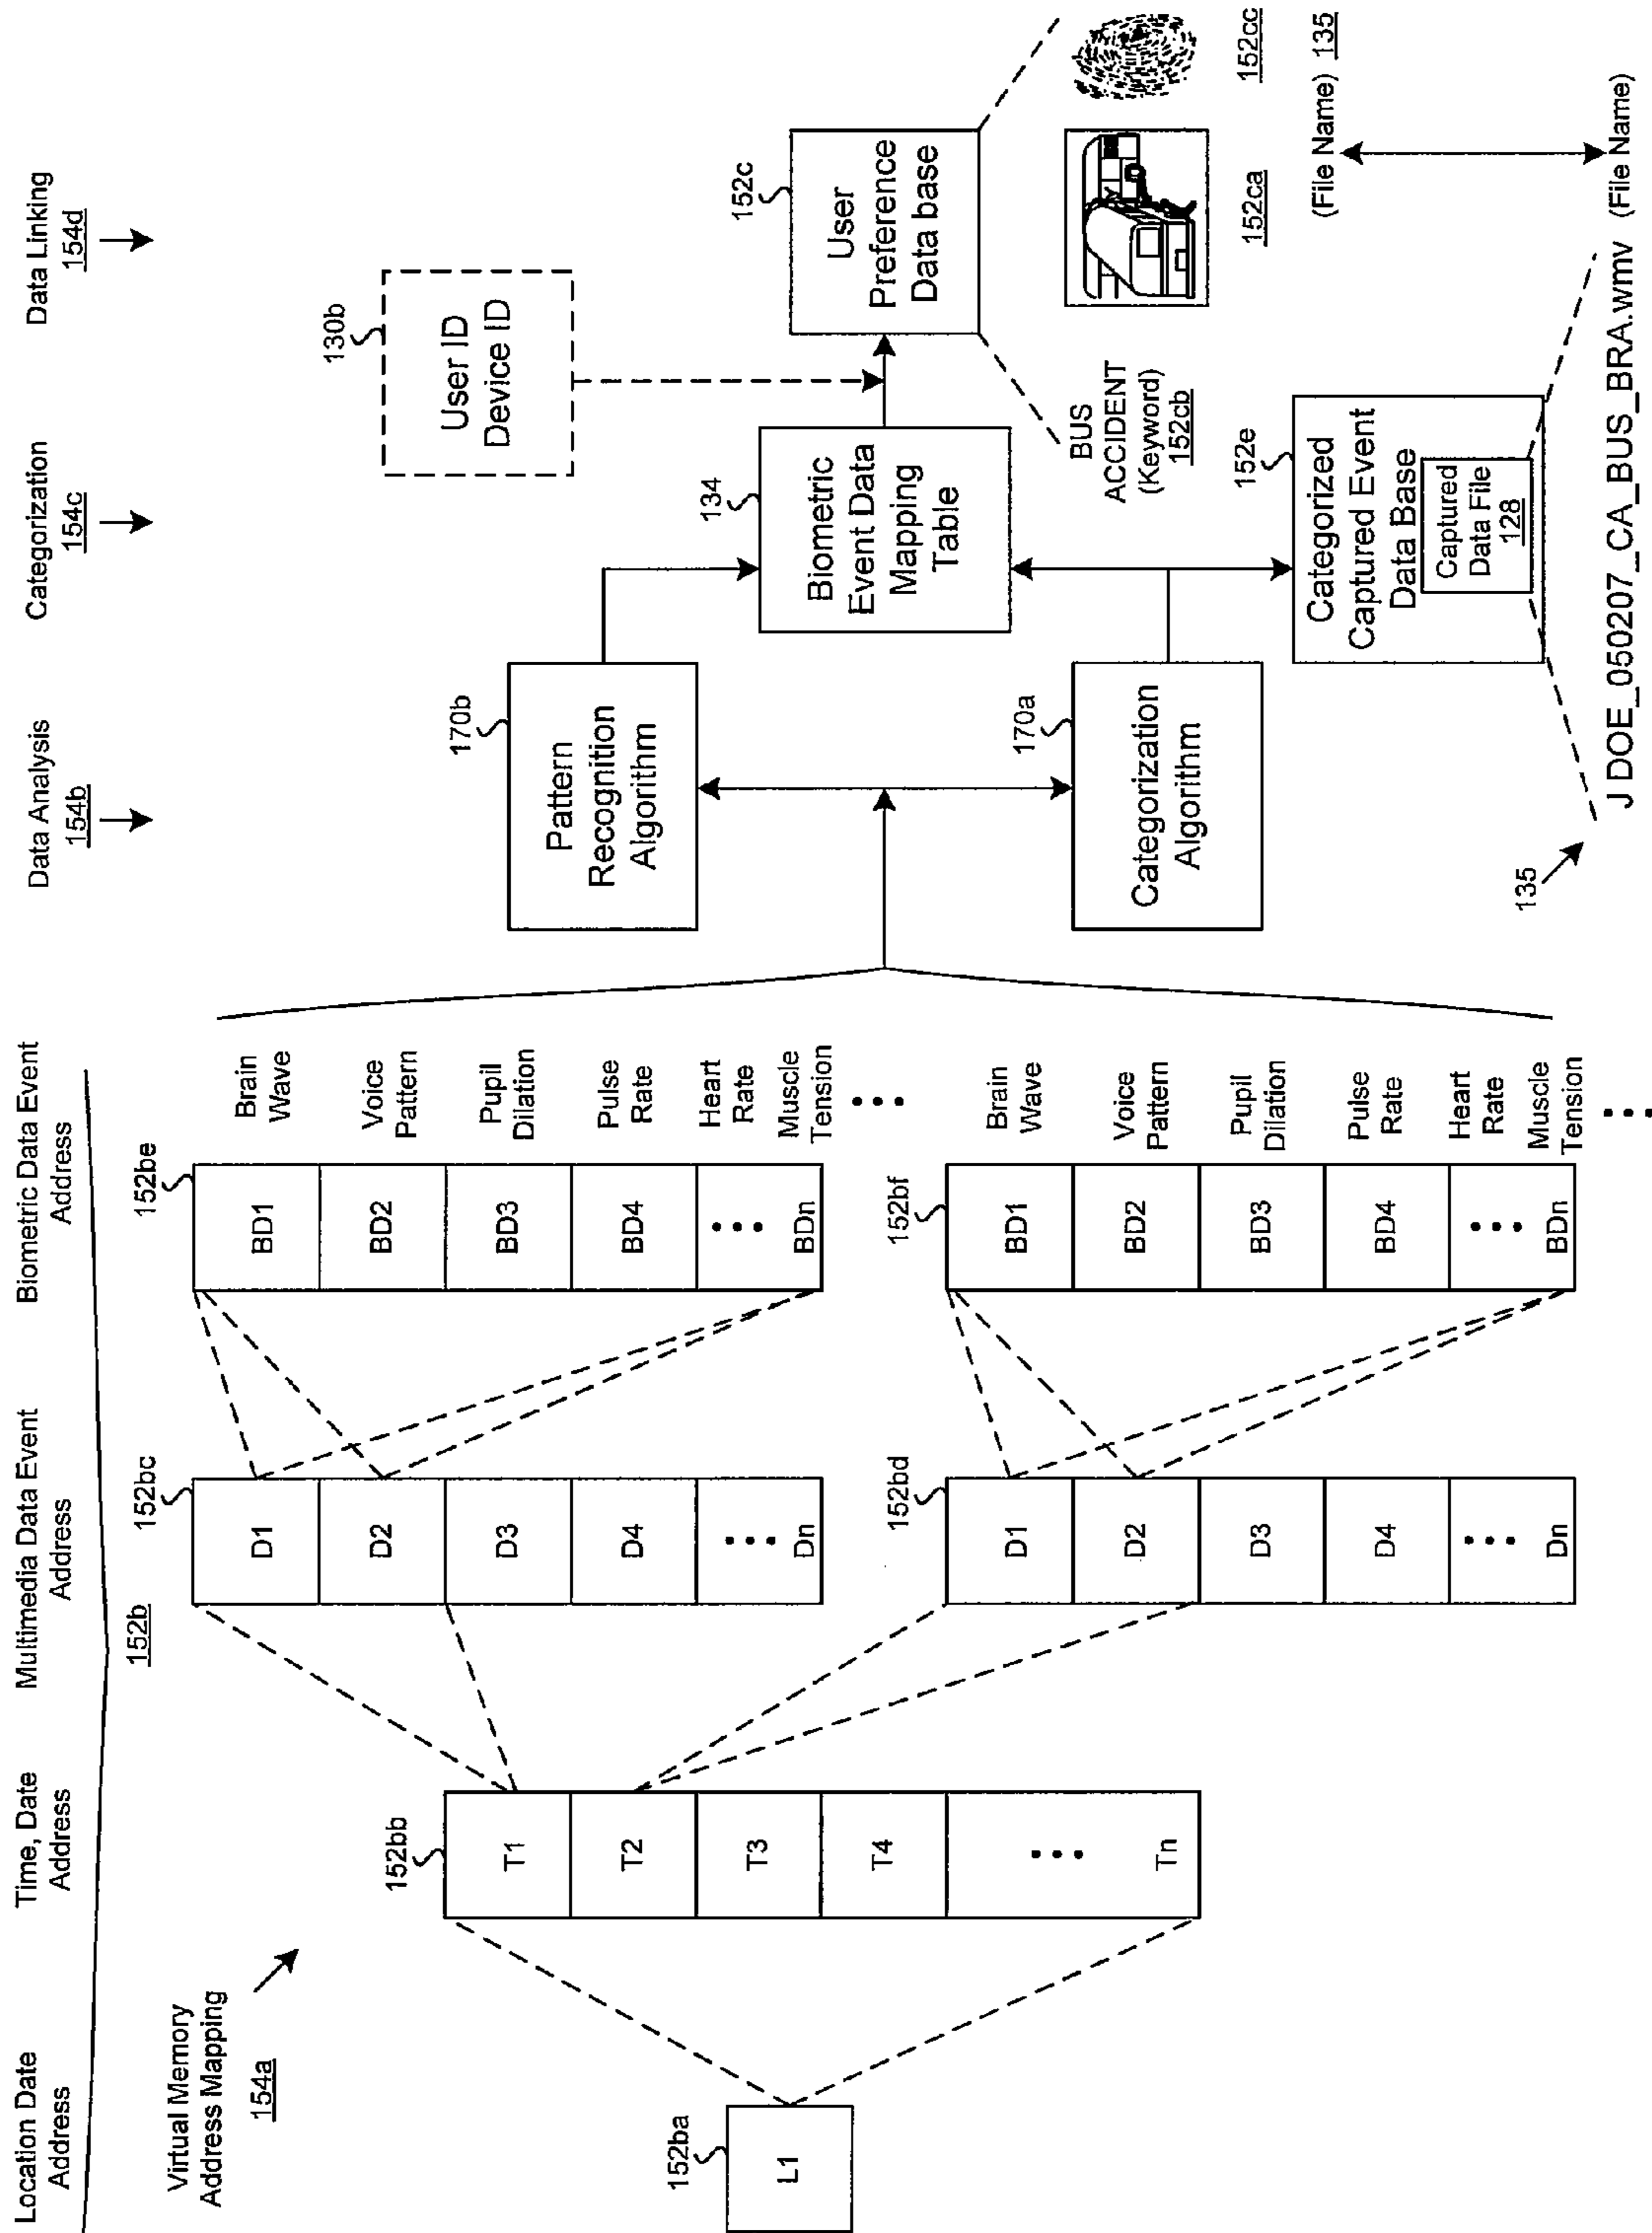 Location Date
Address
Time, Date
Address
Multimedia Data Event
Address
Biometric Data Event
Address
Data Analysis
154b
Categorization
154c
Data Linking
154d
Virtual Memory
Address Mapping
154a
152b
152ba
L1
152bb
T1
T2
T3
T4
Tn
152bc
D1
D2
D3
D4
Dn
152bd
D1
D2
D3
D4
Dn
152be
BD1
BD2
BD3
BD4
BDn
Brain
Wave
Voice
Pattern
Pupil
Dilation
Pulse
Rate
Heart
Rate
Muscle
Tension
152bf
BD1
BD2
BD3
BD4
BDn
Brain
Wave
Voice
Pattern
Pupil
Dilation
Pulse
Rate
Heart
Rate
Muscle
Tension
170b
Pattern
Recognition
Algorithm
170a
Categorization
Algorithm
134
Biometric
Event Data
Mapping
Table
130b
User ID
Device ID
152c
User
Preference
Data base
BUS
ACCIDENT
(Keyword)
152cb
152ca
152cc
152e
Categorized
Captured Event
Data Base
Captured
Data File
128
(File Name) 135
135
J DOE_050207_CA_BUS_BRA.wmv (File Name)